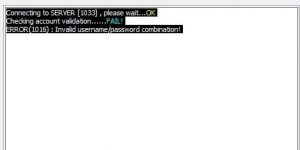 Connecting to SERVER [1033] , please wait...OK
Checking account validation......FAIL!
ERROR(1016) : Invalid username/password combination!